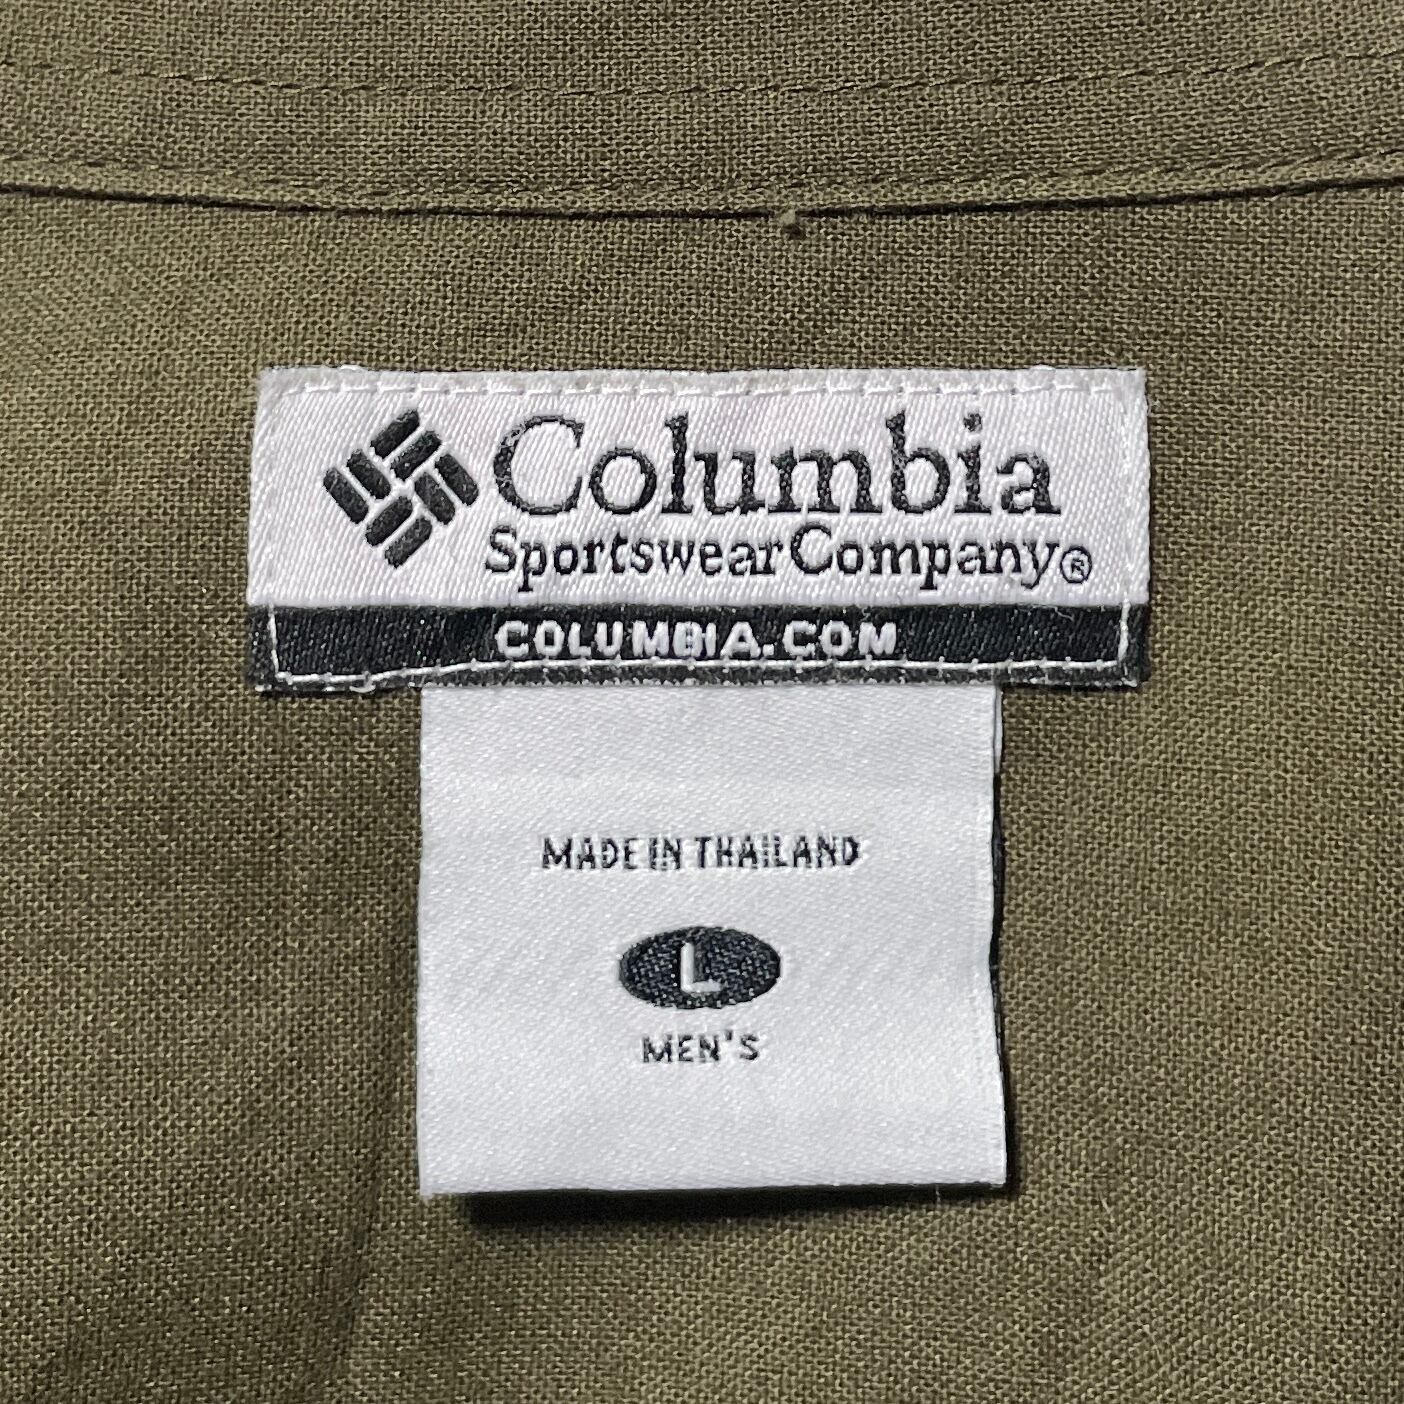 Columbia
Sportswear Company®
COLUMBIA.COM
MADE IN THAILAND
L
MEN'S